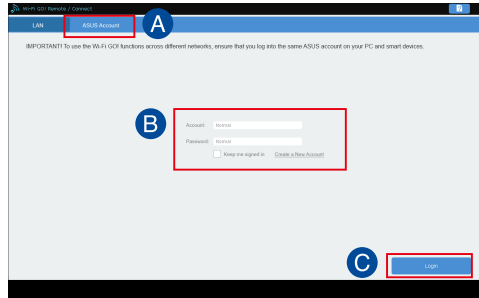 Wi-Fi GO! Remote / Connect
LAN
ASUS Account
A
IMPORTANT! To use the Wi-Fi GO! functions across different networks, ensure that you log into the same ASUS account on your PC and smart devices.
B
Account: Normal
Password: Normal
Keep me signed in Create a New Account
C
Login